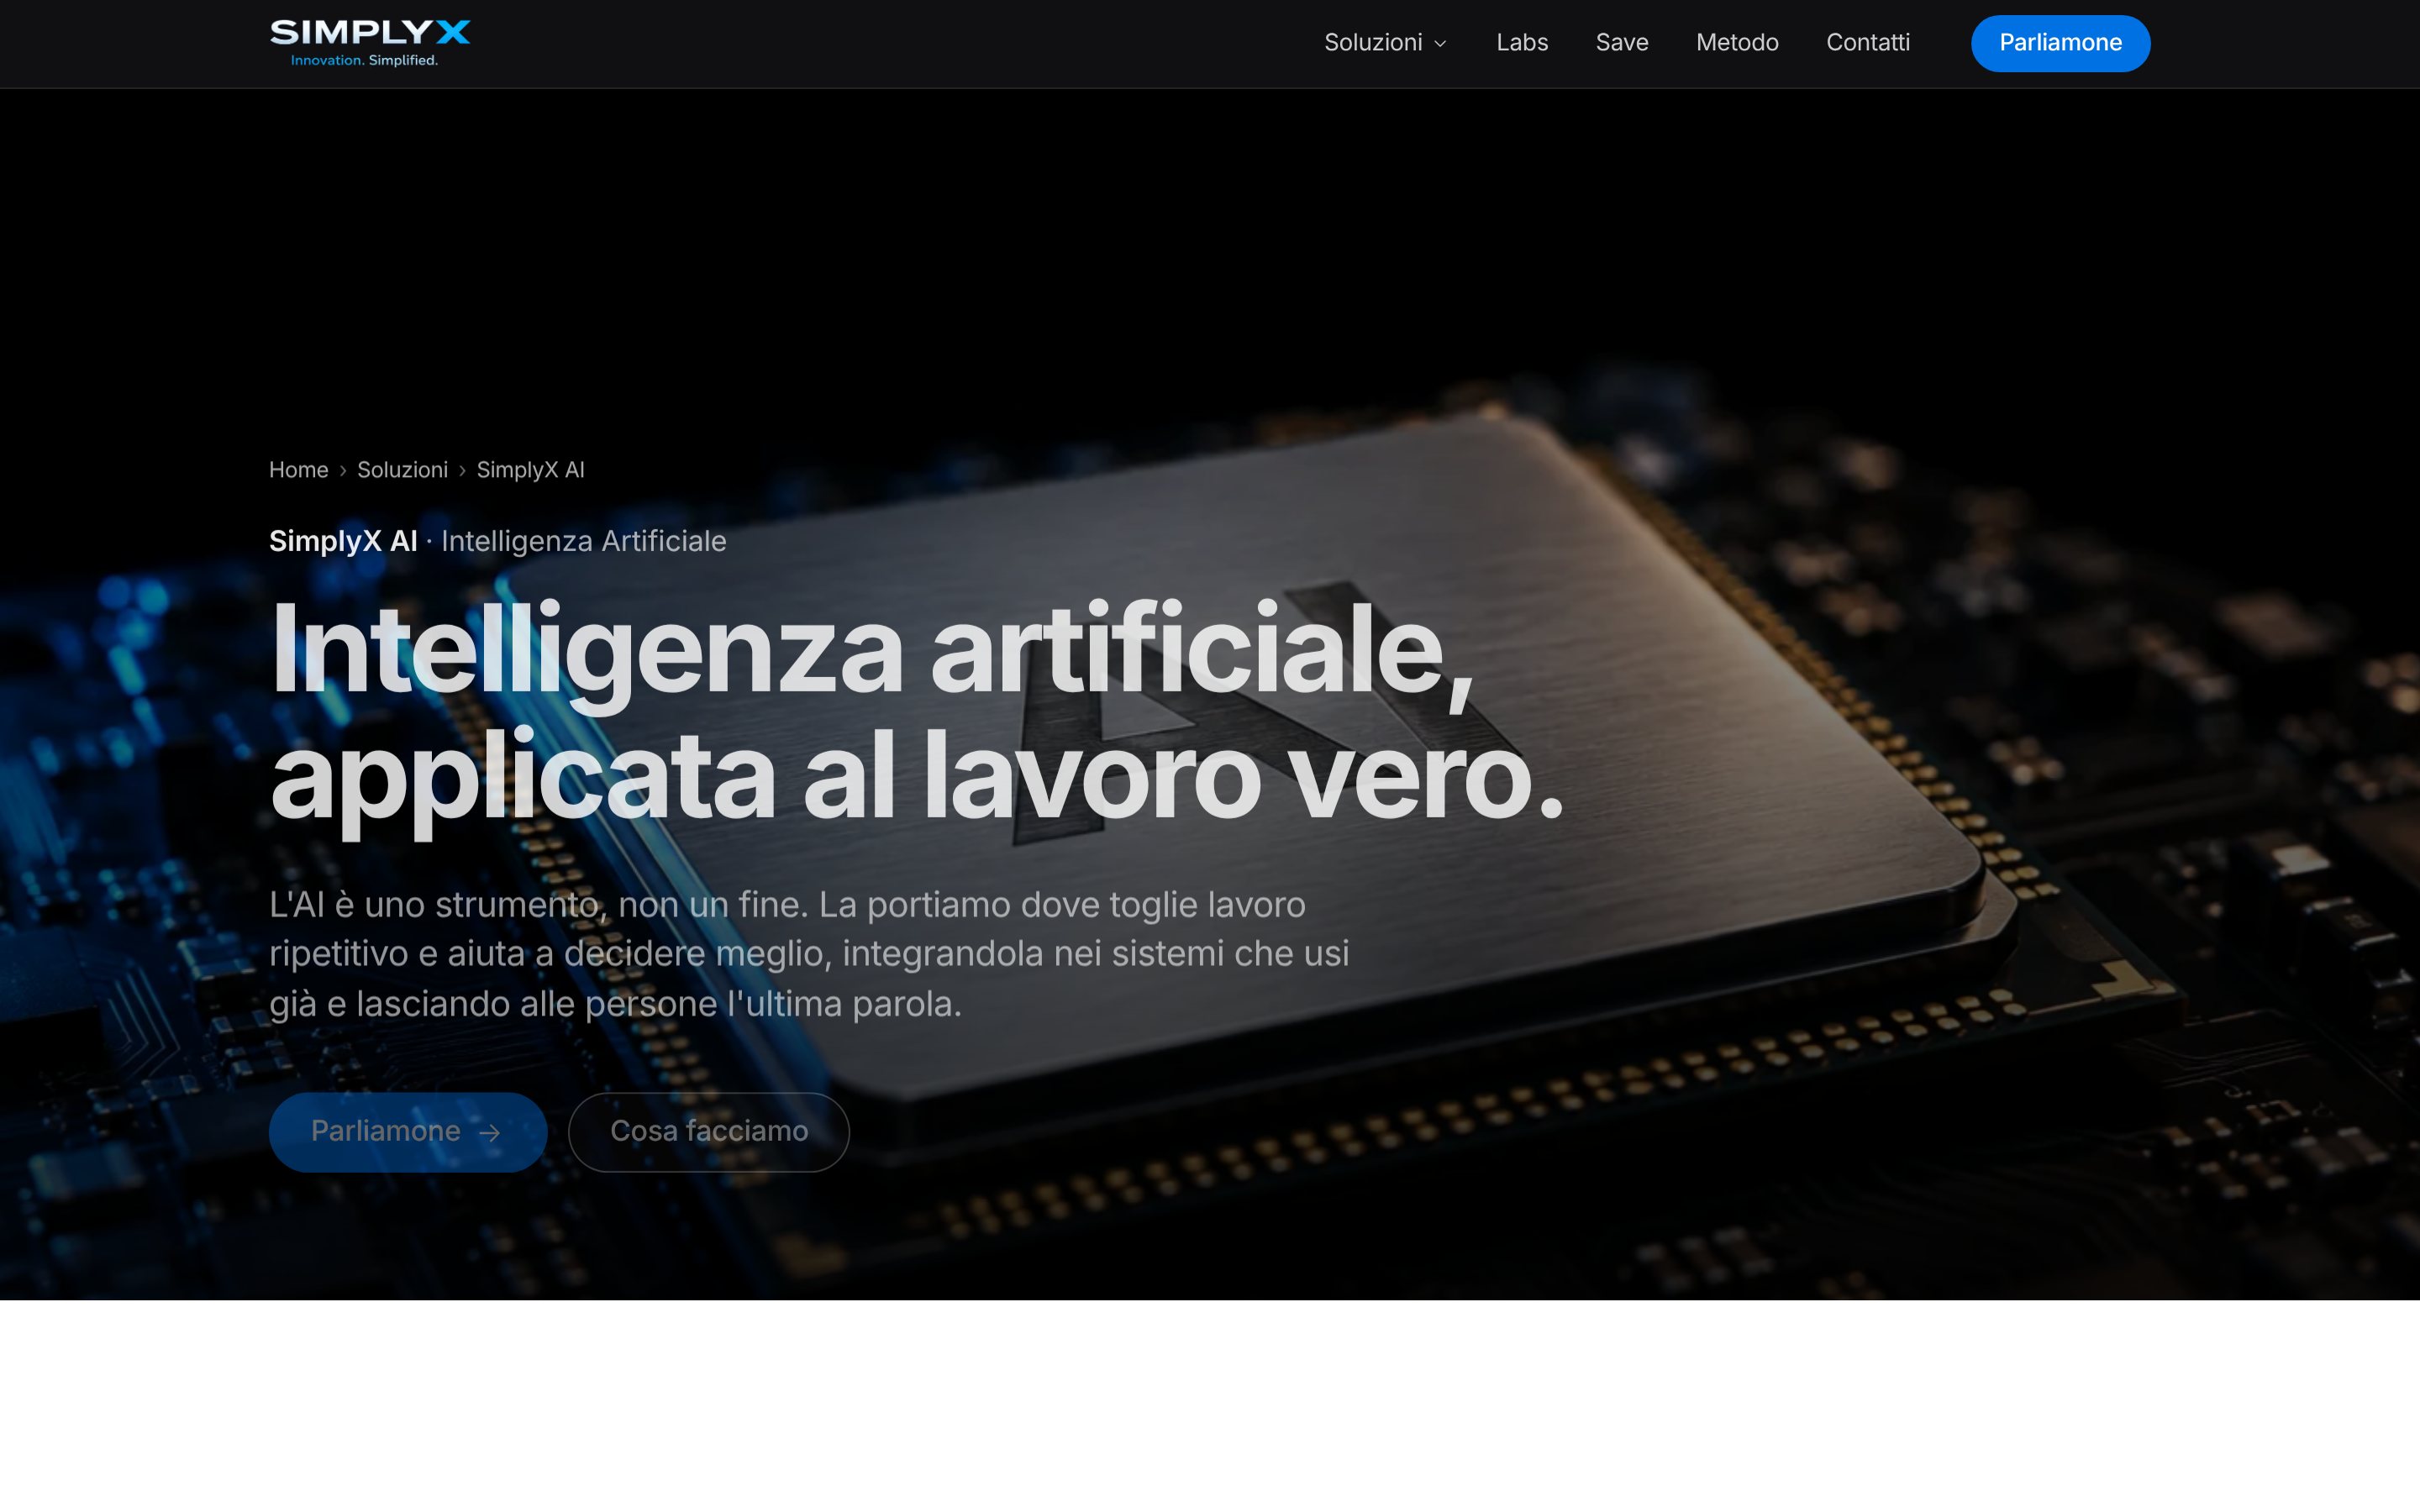 SIMPLYX
Innovation. Simplified.
Soluzioni
Labs
Save
Metodo
Contatti
Parliamone
Home › Soluzioni › SimplyX AI
SimplyX AI · Intelligenza Artificiale
Intelligenza artificiale,
applicata al lavoro vero.
AI
L'AI è uno strumento, non un fine. La portiamo dove toglie lavoro
ripetitivo e aiuta a decidere meglio, integrandola nei sistemi che usi
già e lasciando alle persone l'ultima parola.
Parliamone →
Cosa facciamo